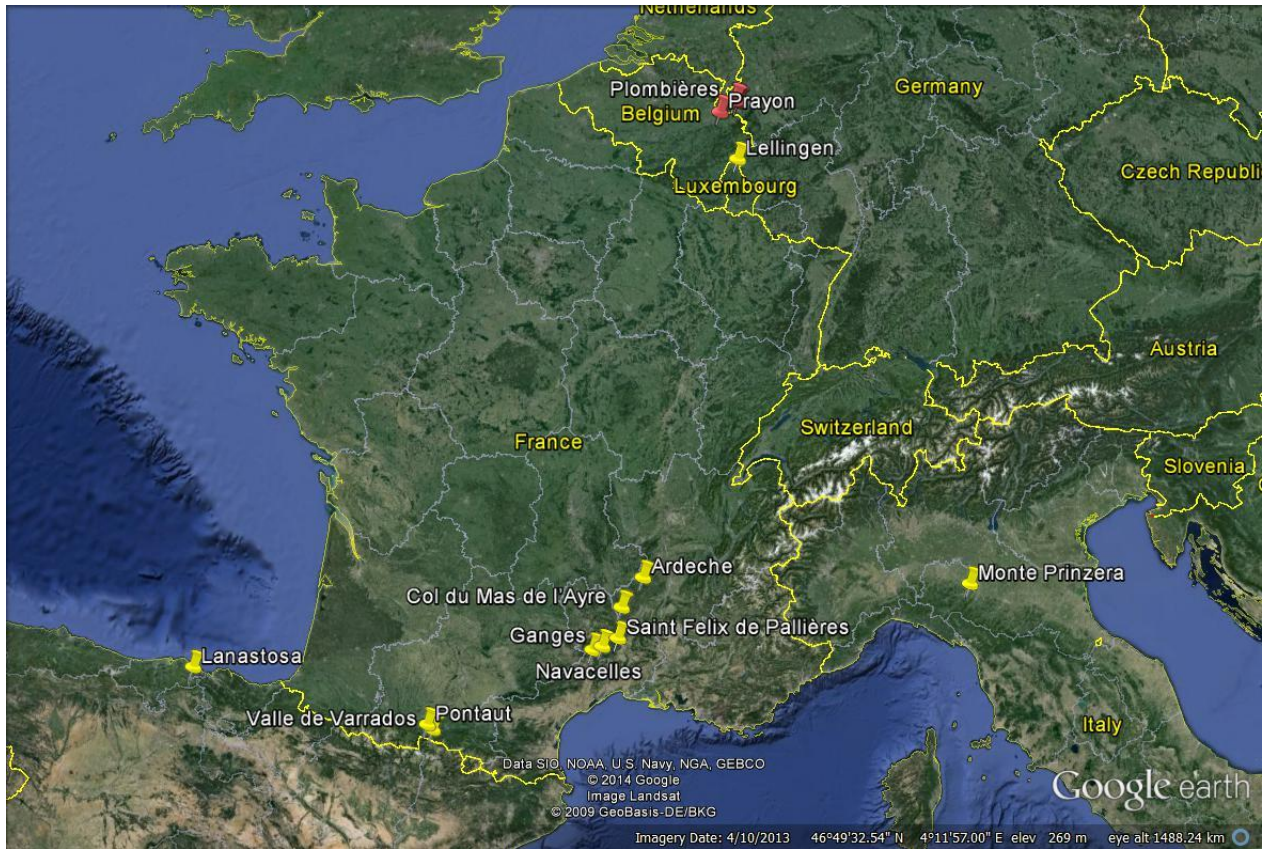 Netherlands
Plombières
Prayon
Belgium
Germany
Lellingen
Luxembourg
Czech Republi
Austria
France
Switzerland
Slovenia
Ardeche
Monte Prinzera
Col du Mas de l'Ayre
Ganges
Saint Felix de Pallières
Navacelles
Lanastosa
Valle de Varrados
Pontaut
Italy
Data SIO, NOAA, U.S. Navy, NGA, GEBCO
© 2014 Google
Image Landsat
© 2009 GeoBasis-DE/BKG
Google earth
Imagery Date: 4/10/2013 46°49'32.54" N 4°11'57.00" E elev 269 m eye alt 1488.24 km